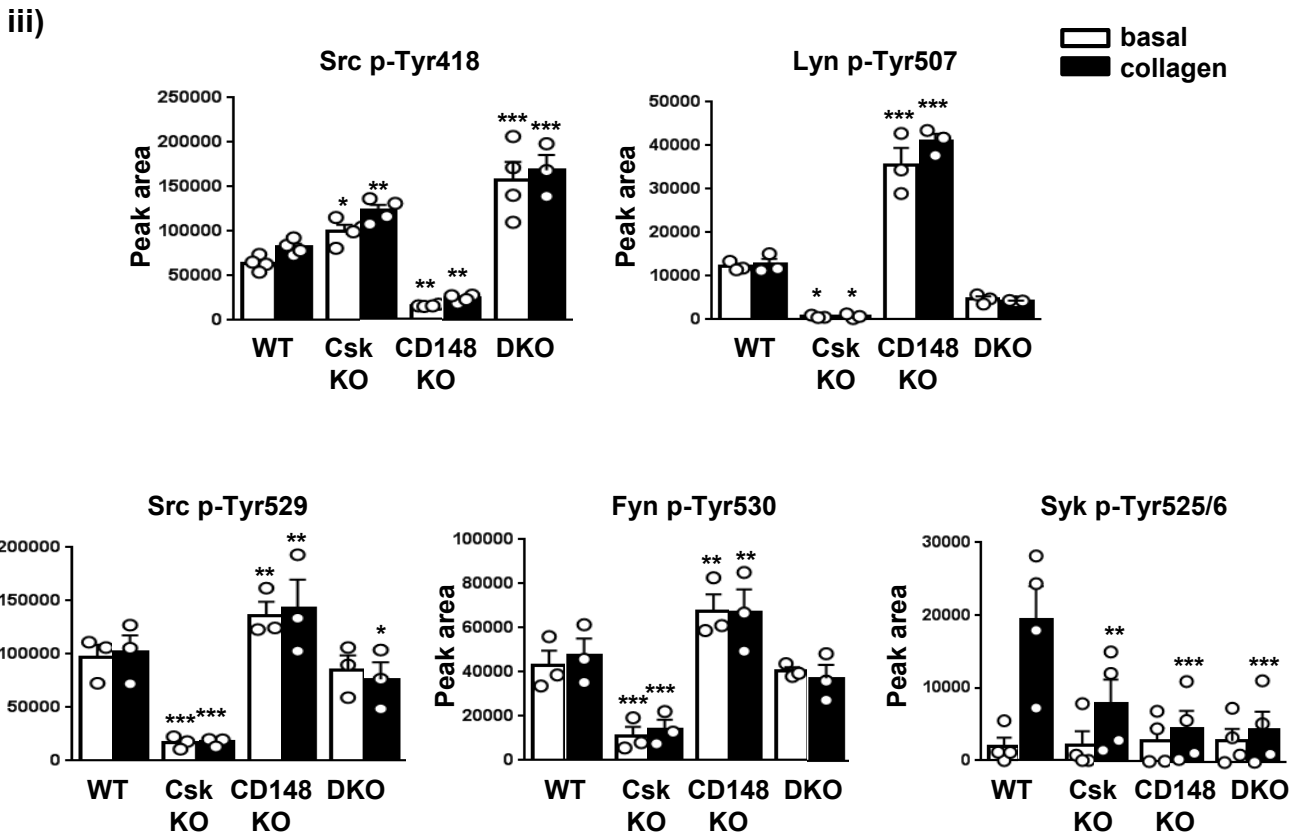 iii)
basal
collagen
Src p-Tyr418
Peak area
250000
200000
150000
100000
50000
0
* ** ** ** *** ***
WT Csk KO CD148 KO DKO
Lyn p-Tyr507
Peak area
50000
40000
30000
20000
10000
0
* * *** ***
WT Csk KO CD148 KO DKO
Src p-Tyr529
200000
150000
100000
50000
0
*** *** ** ** *
WT Csk KO CD148 KO DKO
Fyn p-Tyr530
Peak area
100000
80000
60000
40000
20000
0
*** *** ** **
WT Csk KO CD148 KO DKO
Syk p-Tyr525/6
Peak area
30000
20000
10000
0
** *** ***
WT Csk KO CD148 KO DKO